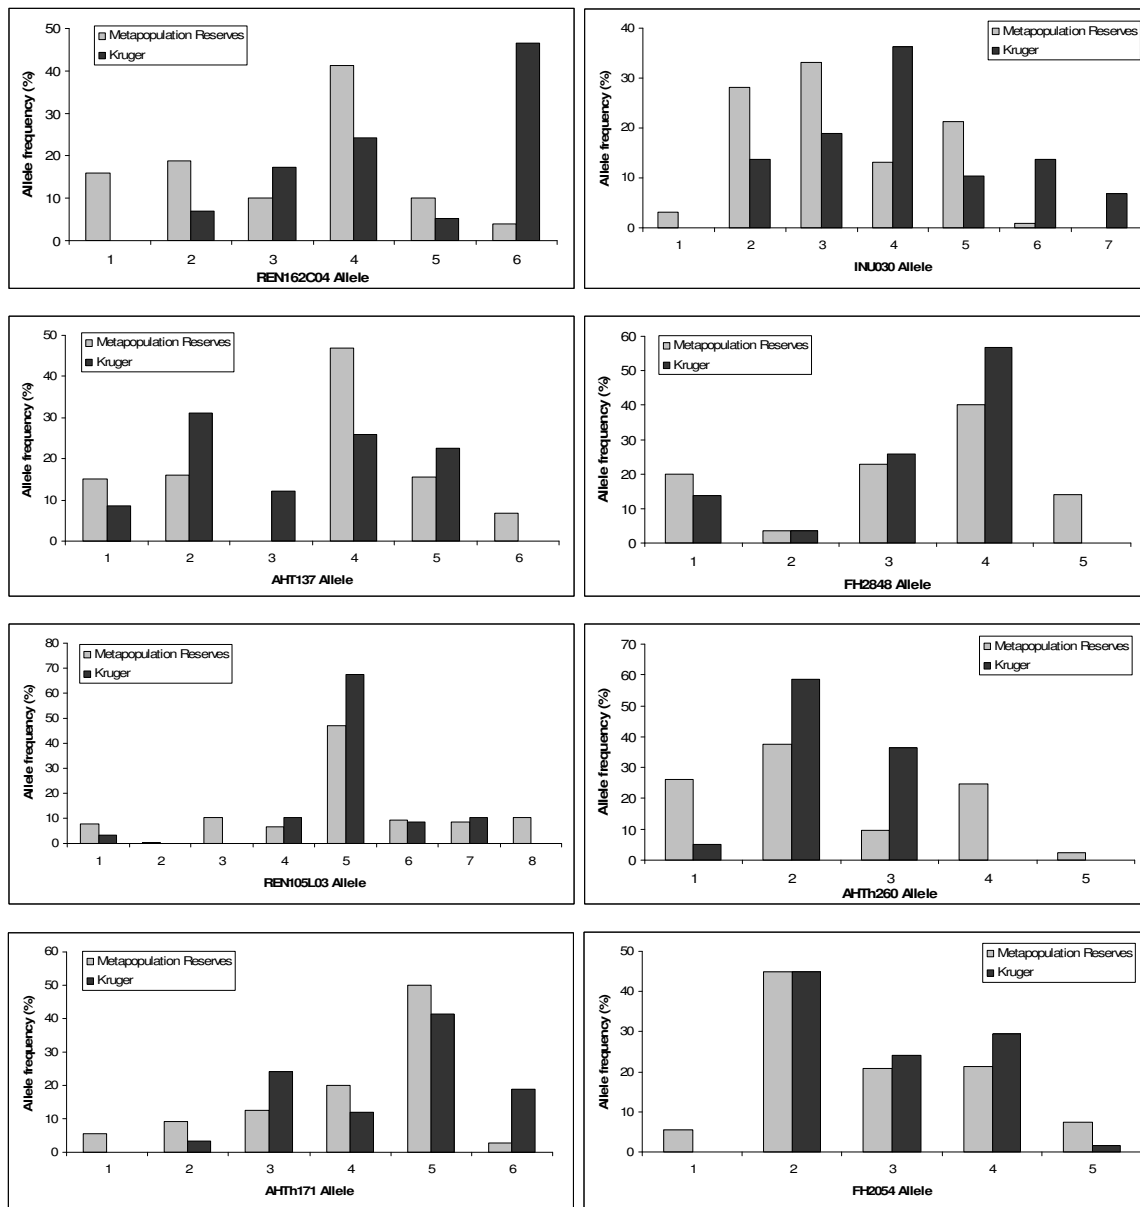 Allele frequency (%)
50
40
30
20
10
0
Metapopulation Reserves
Kruger
1 2 3 4 5 6
REN162C04 Allele
Allele frequency (%)
40
30
20
10
0
Metapopulation Reserves
Kruger
1 2 3 4 5 6 7
INU030 Allele
Allele frequency (%)
50
40
30
20
10
0
Metapopulation Reserves
Kruger
1 2 3 4 5 6
AHT137 Allele
Allele frequency (%)
60
50
40
30
20
10
0
Metapopulation Reserves
Kruger
1 2 3 4 5
FH2848 Allele
Allele frequency (%)
80
70
60
50
40
30
20
10
0
Metapopulation Reserves
Kruger
1 2 3 4 5 6 7 8
REN105L03 Allele
Allele frequency (%)
70
60
50
40
30
20
10
0
Metapopulation Reserves
Kruger
1 2 3 4 5
AHTh260 Allele
Allele frequency (%)
60
50
40
30
20
10
0
Metapopulation Reserves
Kruger
1 2 3 4 5 6
AHTh171 Allele
Allele frequency (%)
50
40
30
20
10
0
Metapopulation Reserves
Kruger
1 2 3 4 5
FH2054 Allele